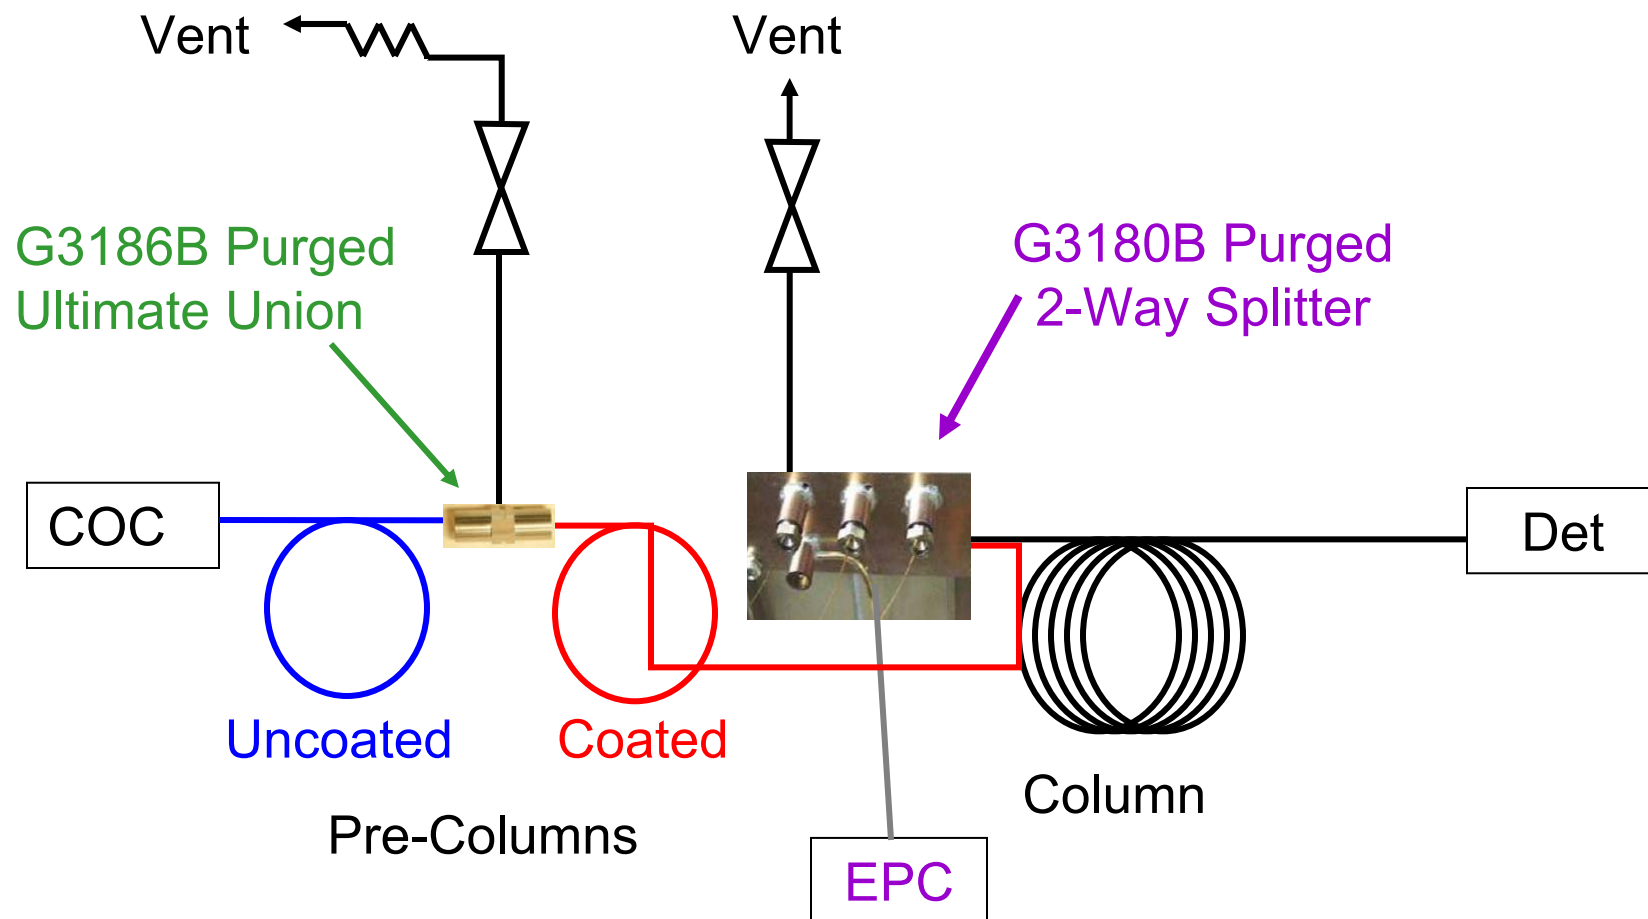 Vent
Vent
G3186B Purged
Ultimate Union
G3180B Purged
2-Way Splitter
COC
Det
Uncoated
Coated
Column
Pre-Columns
EPC